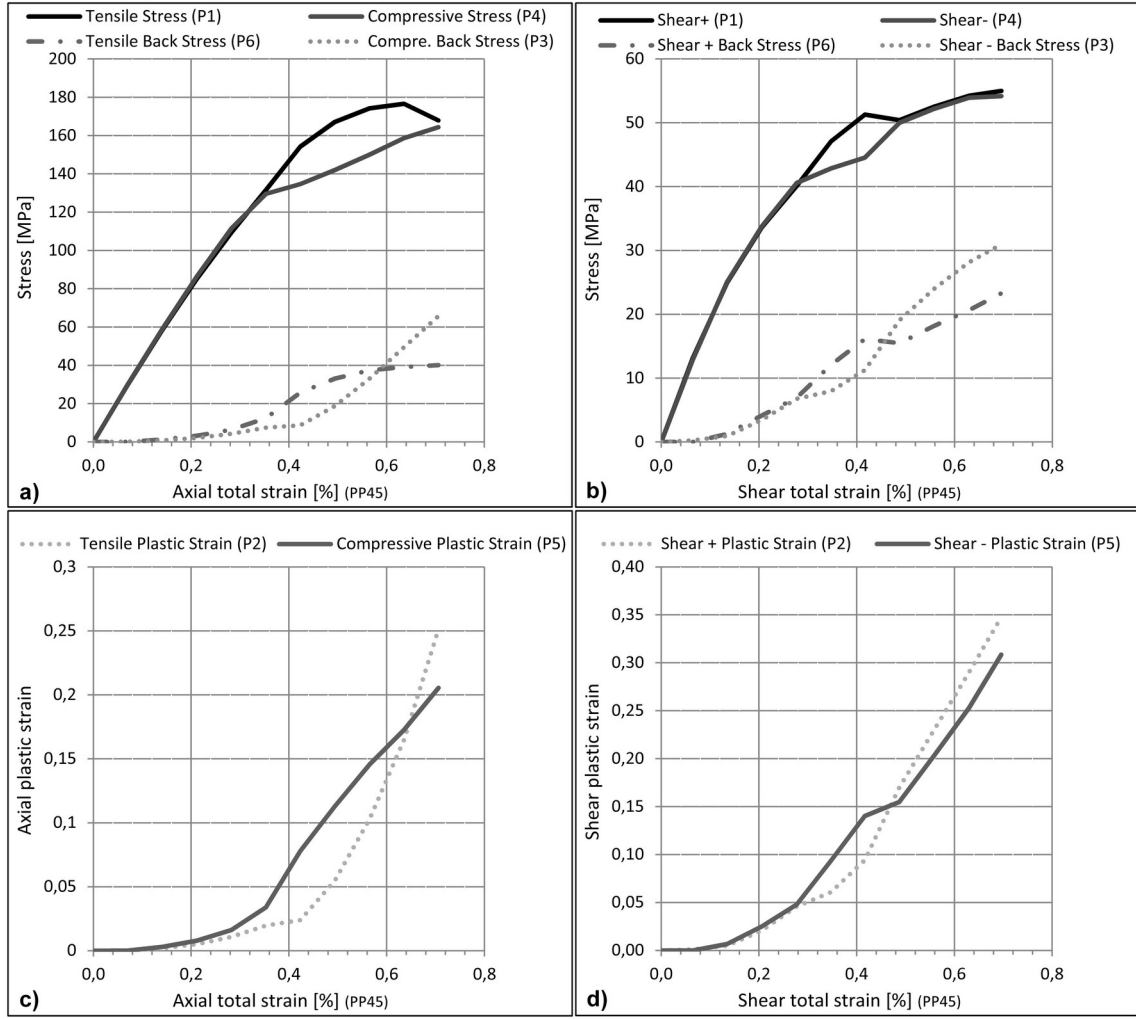 Tensile Stress (P1) Compressive Stress (P4)
Tensile Back Stress (P6) Compre. Back Stress (P3)
200
180
160
140
120
100
80
60
40
20
0
Stress [MPa]
0,0 0,2 0,4 0,6 0,8
a) Axial total strain [%] (PP45)
Shear+ (P1) Shear- (P4)
Shear + Back Stress (P6) Shear - Back Stress (P3)
60
50
40
30
20
10
0
Stress [MPa]
0,0 0,2 0,4 0,6 0,8
b) Shear total strain [%] (PP45)
Tensile Plastic Strain (P2) Compressive Plastic Strain (P5)
0,3
0,25
0,2
0,15
0,1
0,05
0
Axial plastic strain
0,0 0,2 0,4 0,6 0,8
c) Axial total strain [%] (PP45)
Shear + Plastic Strain (P2) Shear - Plastic Strain (P5)
0,40
0,35
0,30
0,25
0,20
0,15
0,10
0,05
0,00
Shear plastic strain
0,0 0,2 0,4 0,6 0,8
d) Shear total strain [%] (PP45)